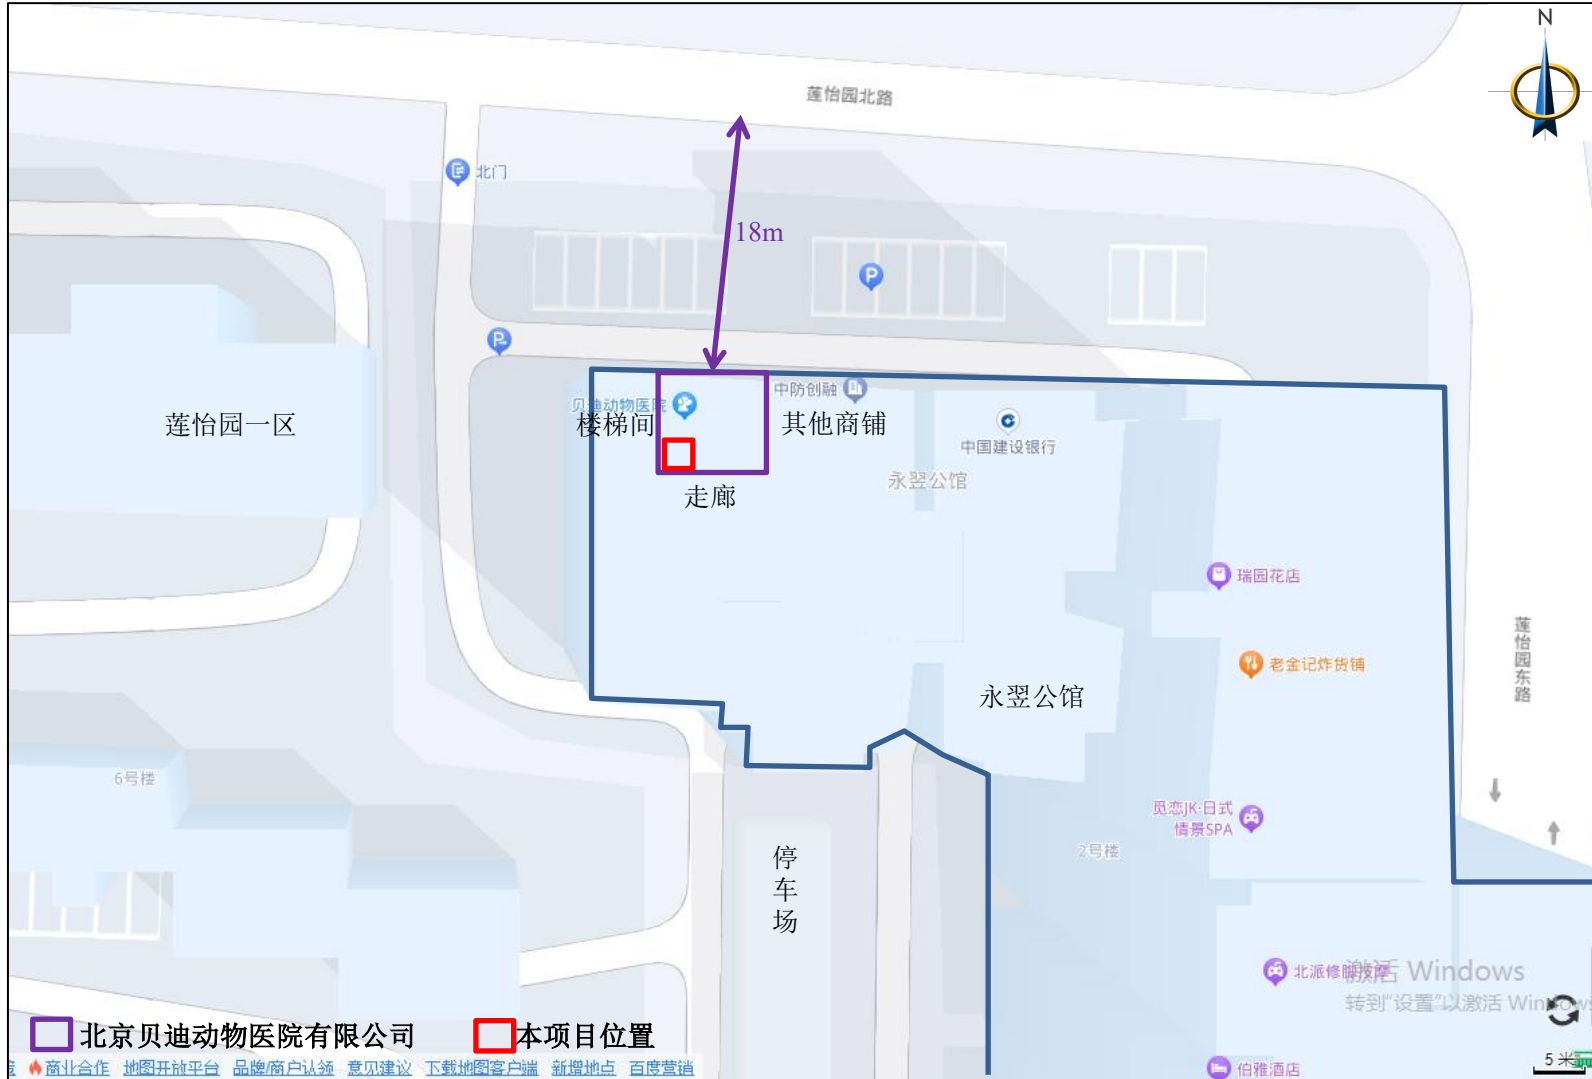 N
莲怡园北路
北门
18m
P
P
中防创融
贝迪动物医院
楼梯间
其他商铺
莲怡园一区
中国建设银行
永翌公馆
走廊
瑞园花店
莲怡园东路
老金记炸货铺
永翌公馆
6号楼
觅恋JK·日式
情景SPA
2号楼
停车场
北派修脚按摩
激活 Windows
转到"设置"以激活 Windows
北京贝迪动物医院有限公司
本项目位置
商业合作 地图开放平台 品牌/商户认领 意见建议 下载地图客户端 新增地点 百度营销
伯雅酒店
5 米